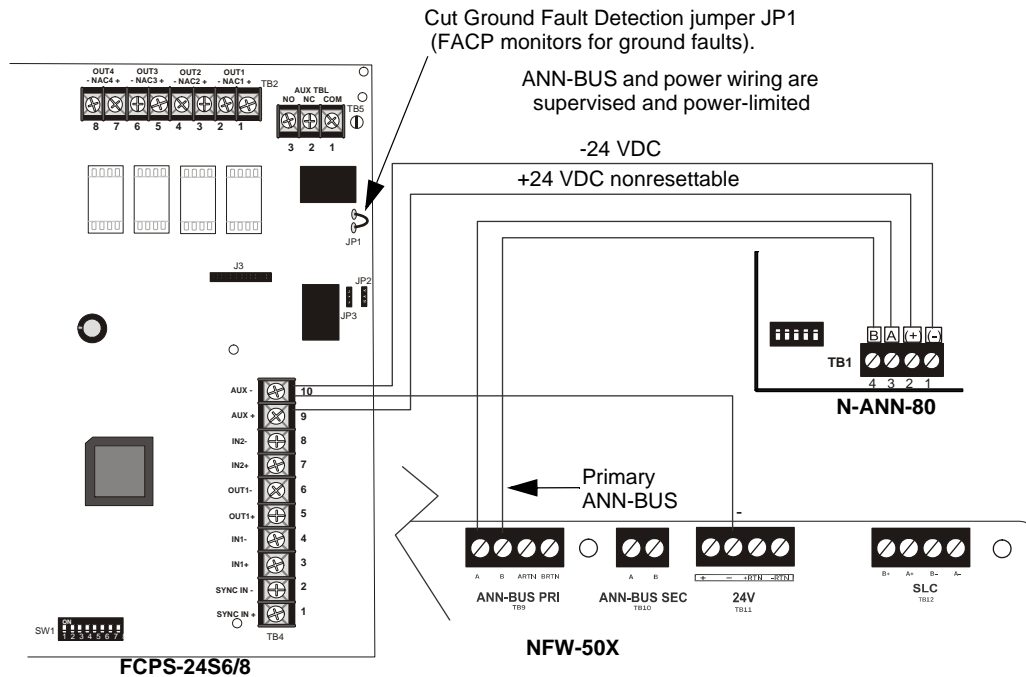 Cut Ground Fault Detection jumper JP1
(FACP monitors for ground faults).
ANN-BUS and power wiring are
supervised and power-limited
OUT4 OUT3 OUT2 OUT1
- NAC4 + - NAC3 + - NAC2 + - NAC1 +
TB2
8 7 6 5 4 3 2 1
AUX TBL
NO NC COM
TB5
3 2 1
-24 VDC
+24 VDC nonresettable
JP1
J3
JP2
JP3
B A (+) (-)
TB1
4 3 2 1
N-ANN-80
AUX - 10
AUX + 9
IN2- 8
IN2+ 7
OUT1- 6
OUT1+ 5
IN1- 4
IN1+ 3
SYNC IN - 2
SYNC IN + 1
TB4
SW1
ON
1 2 3 4 5 6 7
FCPS-24S6/8
Primary
ANN-BUS
-
A B ARTN BRTN
ANN-BUS PRI
TB9
A B
ANN-BUS SEC
TB10
+ - +RTN -RTN
24V
TB11
B+ A+ B- A-
SLC
TB12
NFW-50X